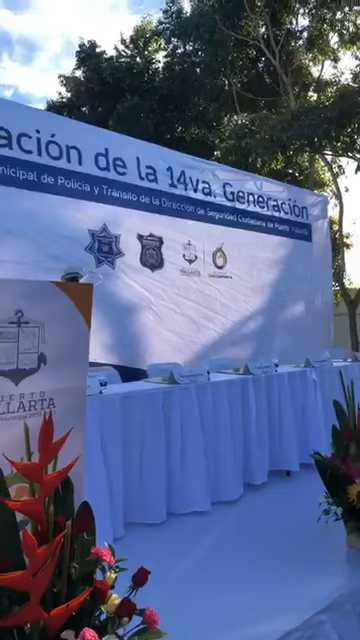 ación de la 14va. Generación
nicipal de Policía y Tránsito de la Dirección de Seguridad Ciudadana de Puerto Vallarta
VALLARTA
ERTO
LLARTA